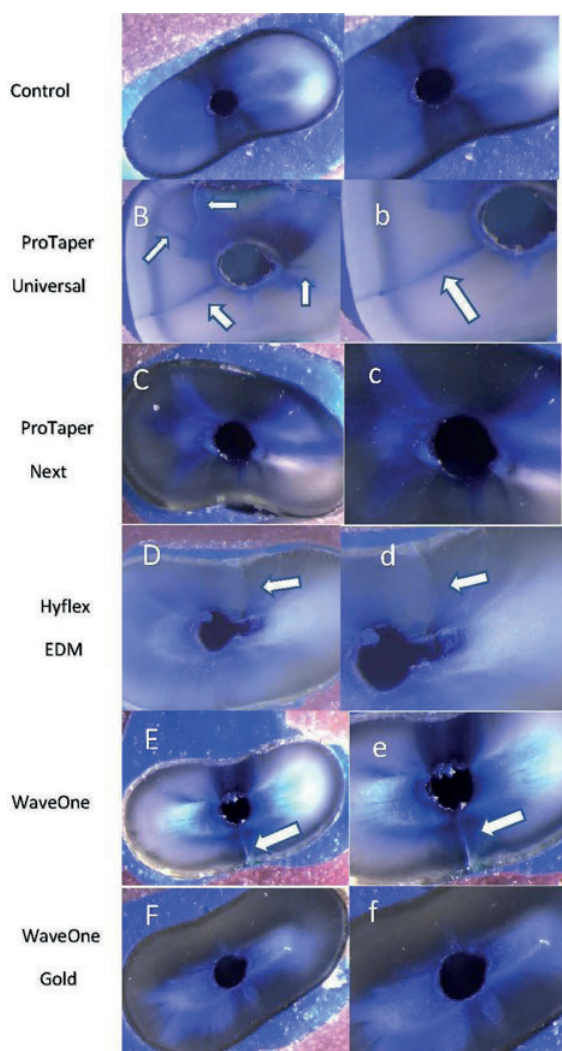 Control
B
b
ProTaper
Universal
C
c
ProTaper
Next
D
d
Hyflex
EDM
E
e
WaveOne
F
f
WaveOne
Gold